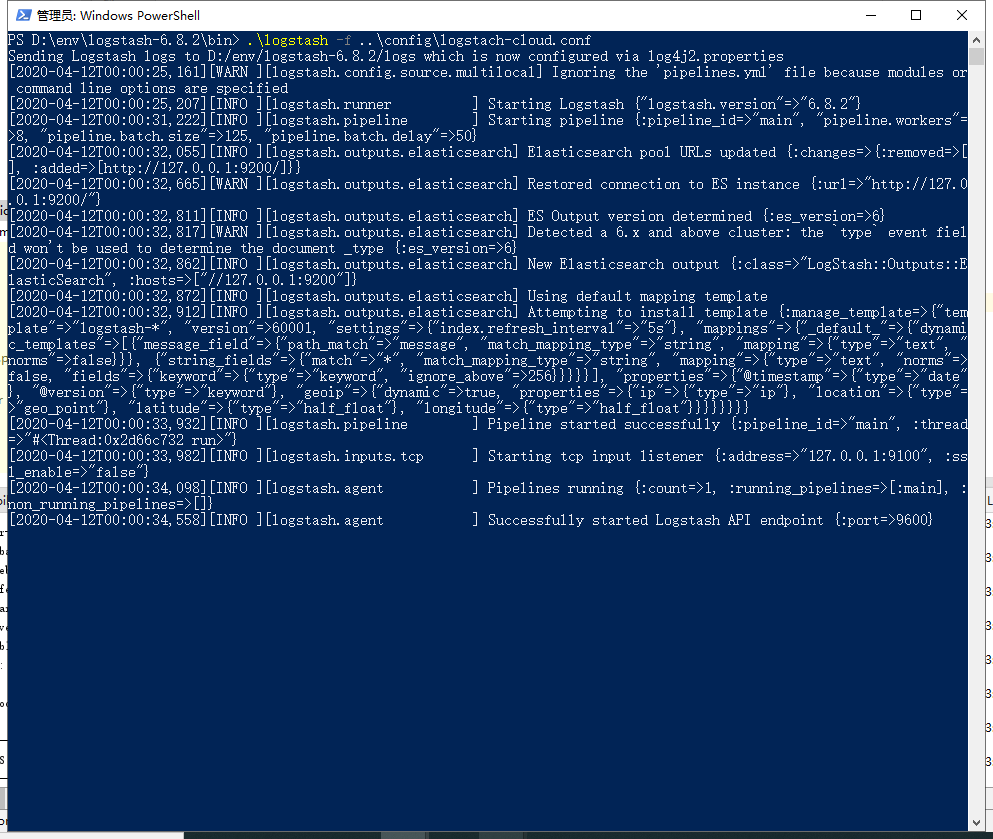 管理员: Windows PowerShell
PS D:\env\logstash-6.8.2\bin> .\logstash -f ..\config\logstach-cloud.conf
Sending Logstash logs to D:/env/logstash-6.8.2/logs which is now configured via log4j2.properties
[2020-04-12T00:00:25,161][WARN ][logstash.config.source.multilocal] Ignoring the 'pipelines.yml' file because modules or
 command line options are specified
[2020-04-12T00:00:25,207][INFO ][logstash.runner          ] Starting Logstash {"logstash.version"=>"6.8.2"}
[2020-04-12T00:00:31,222][INFO ][logstash.pipeline        ] Starting pipeline {:pipeline_id=>"main", "pipeline.workers"=
>8, "pipeline.batch.size"=>125, "pipeline.batch.delay"=>50}
[2020-04-12T00:00:32,055][INFO ][logstash.outputs.elasticsearch] Elasticsearch pool URLs updated {:changes=>{:removed=>[
], :added=>[http://127.0.0.1:9200/]}}
[2020-04-12T00:00:32,665][WARN ][logstash.outputs.elasticsearch] Restored connection to ES instance {:url=>"http://127.0
.0.1:9200/"}
[2020-04-12T00:00:32,811][INFO ][logstash.outputs.elasticsearch] ES Output version determined {:es_version=>6}
[2020-04-12T00:00:32,817][WARN ][logstash.outputs.elasticsearch] Detected a 6.x and above cluster: the `type` event fiel
d won't be used to determine the document _type {:es_version=>6}
[2020-04-12T00:00:32,862][INFO ][logstash.outputs.elasticsearch] New Elasticsearch output {:class=>"LogStash::Outputs::E
lasticSearch", :hosts=>["//127.0.0.1:9200"]}
[2020-04-12T00:00:32,872][INFO ][logstash.outputs.elasticsearch] Using default mapping template
[2020-04-12T00:00:32,912][INFO ][logstash.outputs.elasticsearch] Attempting to install template {:manage_template=>{"tem
plate"=>"logstash-*", "version"=>60001, "settings"=>{"index.refresh_interval"=>"5s"}, "mappings"=>{"_default_"=>{"dynami
c_templates"=>[{"message_field"=>{"path_match"=>"message", "match_mapping_type"=>"string", "mapping"=>{"type"=>"text", "
norms"=>false}}}, {"string_fields"=>{"match"=>"*", "match_mapping_type"=>"string", "mapping"=>{"type"=>"text", "norms"=>
false, "fields"=>{"keyword"=>{"type"=>"keyword", "ignore_above"=>256}}}}}], "properties"=>{"@timestamp"=>{"type"=>"date"
}, "@version"=>{"type"=>"keyword"}, "geoip"=>{"dynamic"=>true, "properties"=>{"ip"=>{"type"=>"ip"}, "location"=>{"type"=
>"geo_point"}, "latitude"=>{"type"=>"half_float"}, "longitude"=>{"type"=>"half_float"}}}}}}}}
[2020-04-12T00:00:33,932][INFO ][logstash.pipeline        ] Pipeline started successfully {:pipeline_id=>"main", :thread
=>"#<Thread:0x2d66c732 run>"}
[2020-04-12T00:00:33,982][INFO ][logstash.inputs.tcp      ] Starting tcp input listener {:address=>"127.0.0.1:9100", :ss
l_enable=>"false"}
[2020-04-12T00:00:34,098][INFO ][logstash.agent           ] Pipelines running {:count=>1, :running_pipelines=>[:main], :
non_running_pipelines=>[]}
[2020-04-12T00:00:34,558][INFO ][logstash.agent           ] Successfully started Logstash API endpoint {:port=>9600}